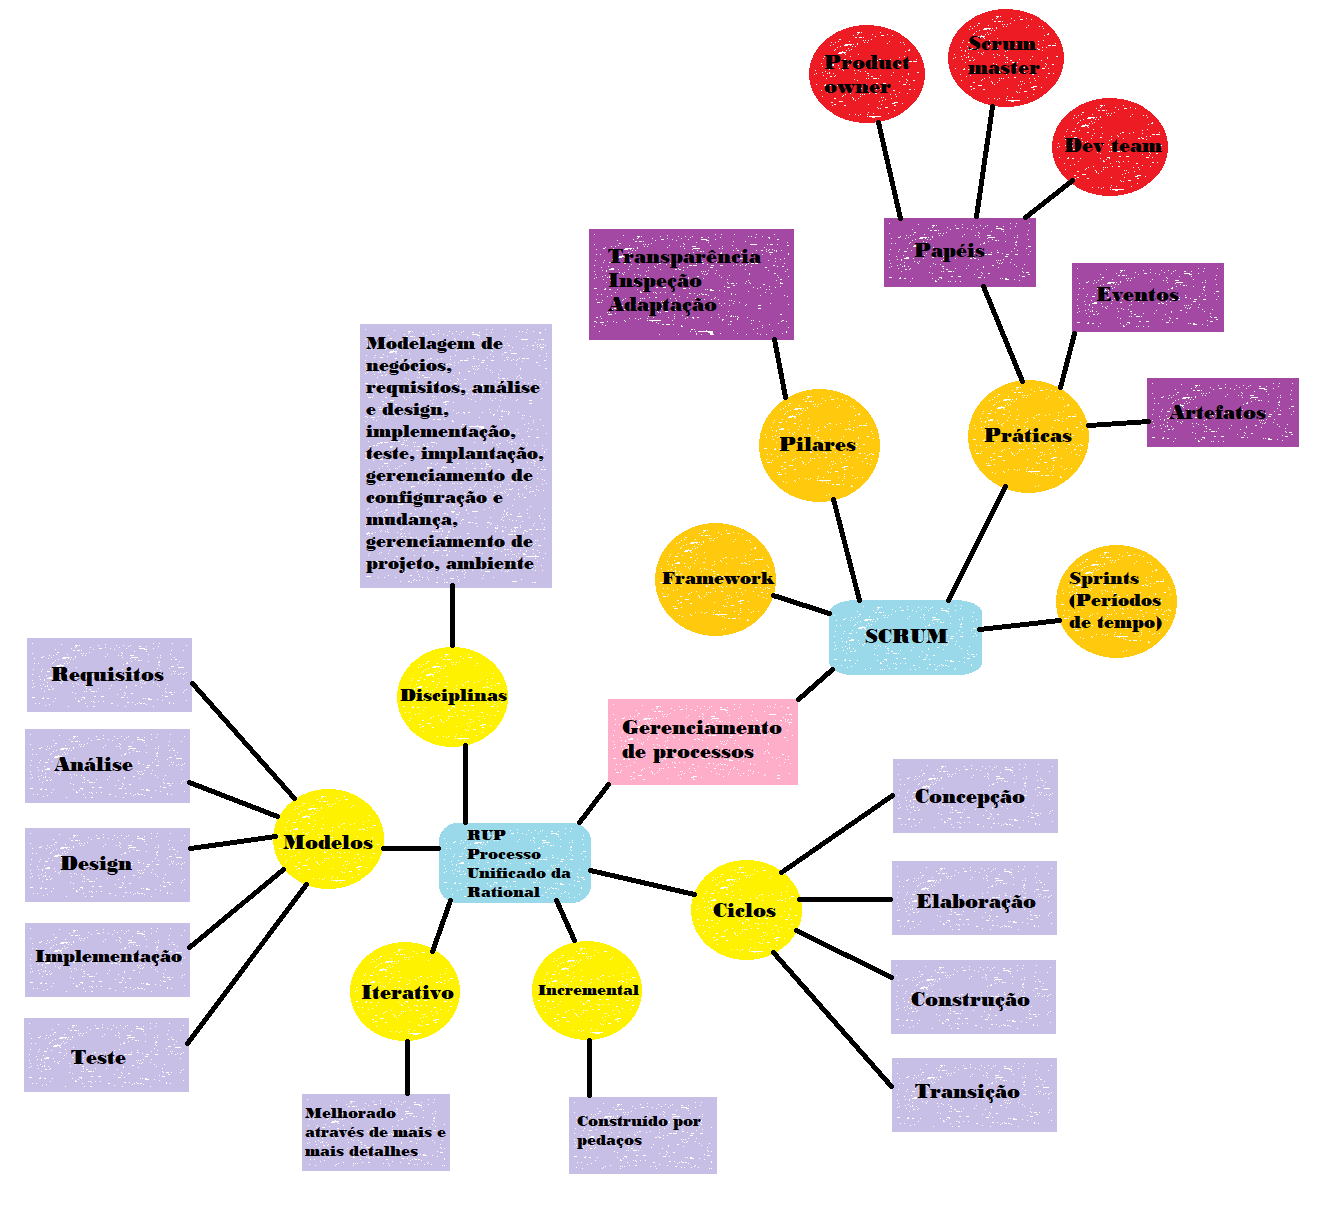 Product
owner
Scrum
master
Dev team
Papéis
Transparência
Inspeção
Adaptação
Eventos
Artefatos
Modelagem de
negócios,
requisitos, análise
e design,
implementação,
teste, implantação,
gerenciamento de
configuração e
mudança,
gerenciamento de
projeto, ambiente
Pilares
Práticas
Framework
Sprints
(Períodos
de tempo)
SCRUM
Requisitos
Disciplinas
Gerenciamento
de processos
Análise
Concepção
Modelos
RUP
Processo
Unificado da
Rational
Design
Ciclos
Elaboração
Implementação
Iterativo
Incremental
Construção
Teste
Transição
Melhorado
através de mais e
mais detalhes
Construído por
pedaços